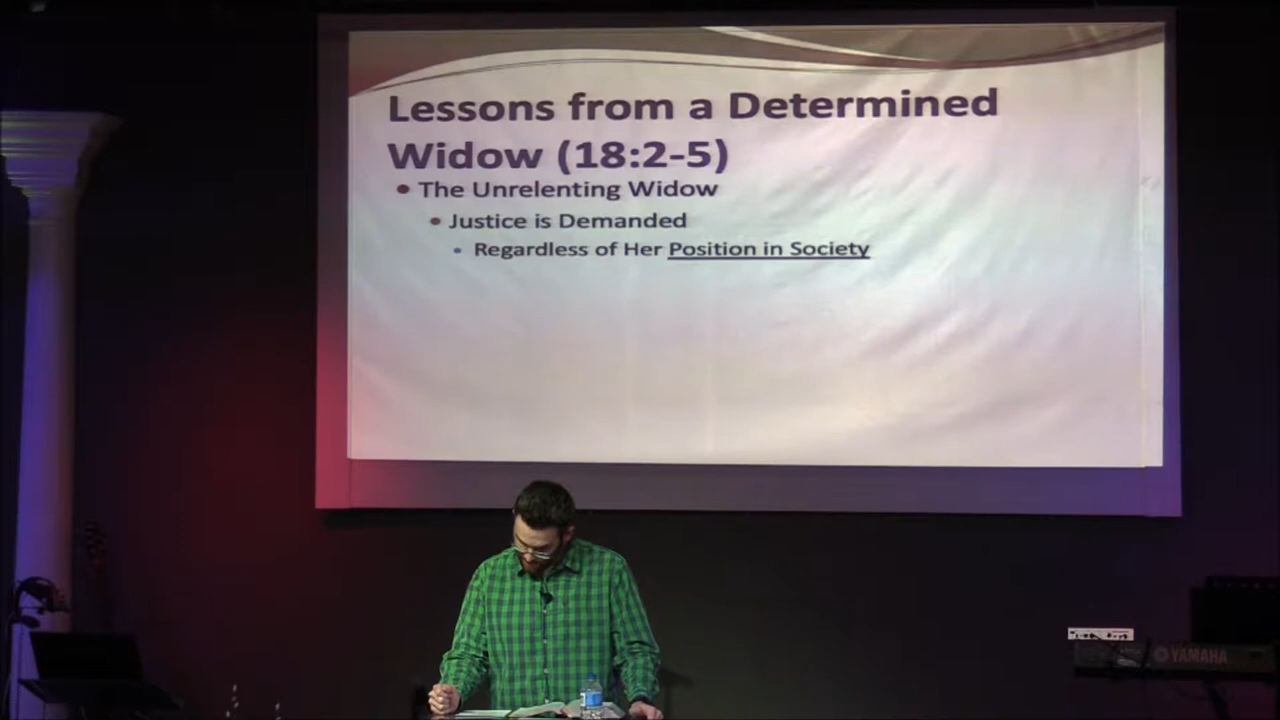 Lessons from a Determined
Widow (18:2-5)
• The Unrelenting Widow
• Justice is Demanded
• Regardless of Her Position in Society
YAMAHA